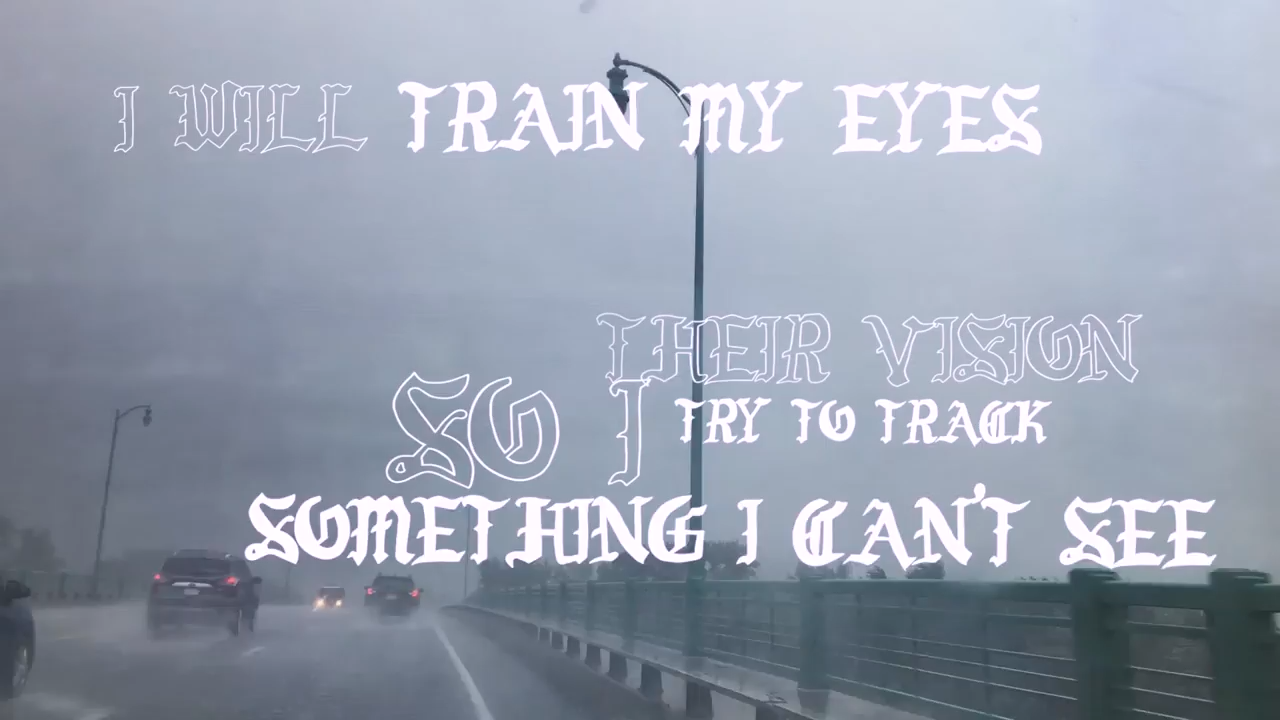 I WILL TRAIN MY EYES
THEIR VISION
SO I TRY TO TRACK
SOMETHING I CAN'T SEE